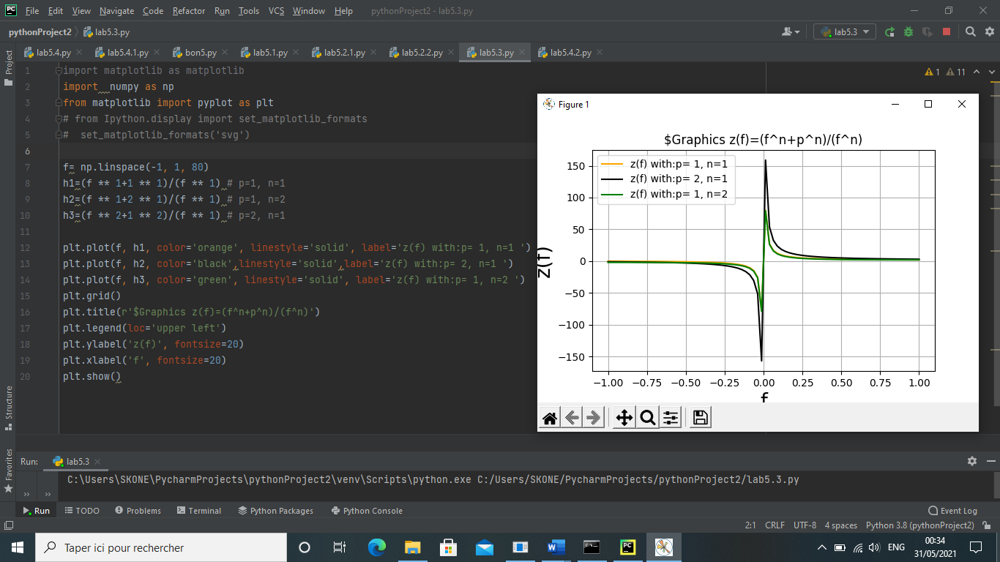 File Edit View Navigate Code Refactor Run Tools VCS Window Help pythonProject2 - lab5.3.py
pythonProject2 lab5.3.py lab5.3
lab5.4.py lab5.4.1.py bon5.py lab5.1.py lab5.2.1.py lab5.2.2.py lab5.3.py lab5.4.2.py
Project
1 import matplotlib as matplotlib
2 import  numpy as np
3 from matplotlib import pyplot as plt
4 # from Ipython.display import set_matplotlib_formats
5 #  set_matplotlib_formats('svg')
6
7 f= np.linspace(-1, 1, 80)
8 h1=(f ** 1+1 ** 1)/(f ** 1) # p=1, n=1
9 h2=(f ** 1+2 ** 1)/(f ** 1) # p=1, n=2
10 h3=(f ** 2+1 ** 2)/(f ** 1) # p=2, n=1
11
12 plt.plot(f, h1, color='orange', linestyle='solid', label='z(f) with:p= 1, n=1 ')
13 plt.plot(f, h2, color='black',linestyle='solid',label='z(f) with:p= 2, n=1 ')
14 plt.plot(f, h3, color='green', linestyle='solid', label='z(f) with:p= 1, n=2 ')
15 plt.grid()
16 plt.title(r'$Graphics z(f)=(f^n+p^n)/(f^n)')
17 plt.legend(loc='upper left')
18 plt.ylabel('z(f)', fontsize=20)
19 plt.xlabel('f', fontsize=20)
20 plt.show()
1 11
Figure 1
$Graphics z(f)=(f^n+p^n)/(f^n)
z(f) with:p= 1, n=1
z(f) with:p= 2, n=1
z(f) with:p= 1, n=2
150
100
50
0
−50
−100
−150
z(f)
−1.00 −0.75 −0.50 −0.25 0.00 0.25 0.50 0.75 1.00
f
Structure
Favorites
Run: lab5.3
C:\Users\SKONE\PycharmProjects\pythonProject2\venv\Scripts\python.exe C:/Users/SKONE/PycharmProjects/pythonProject2/lab5.3.py
Run TODO Problems Terminal Python Packages Python Console Event Log
2:1 CRLF UTF-8 4 spaces Python 3.8 (pythonProject2)
Taper ici pour rechercher
ENG
00:34
31/05/2021